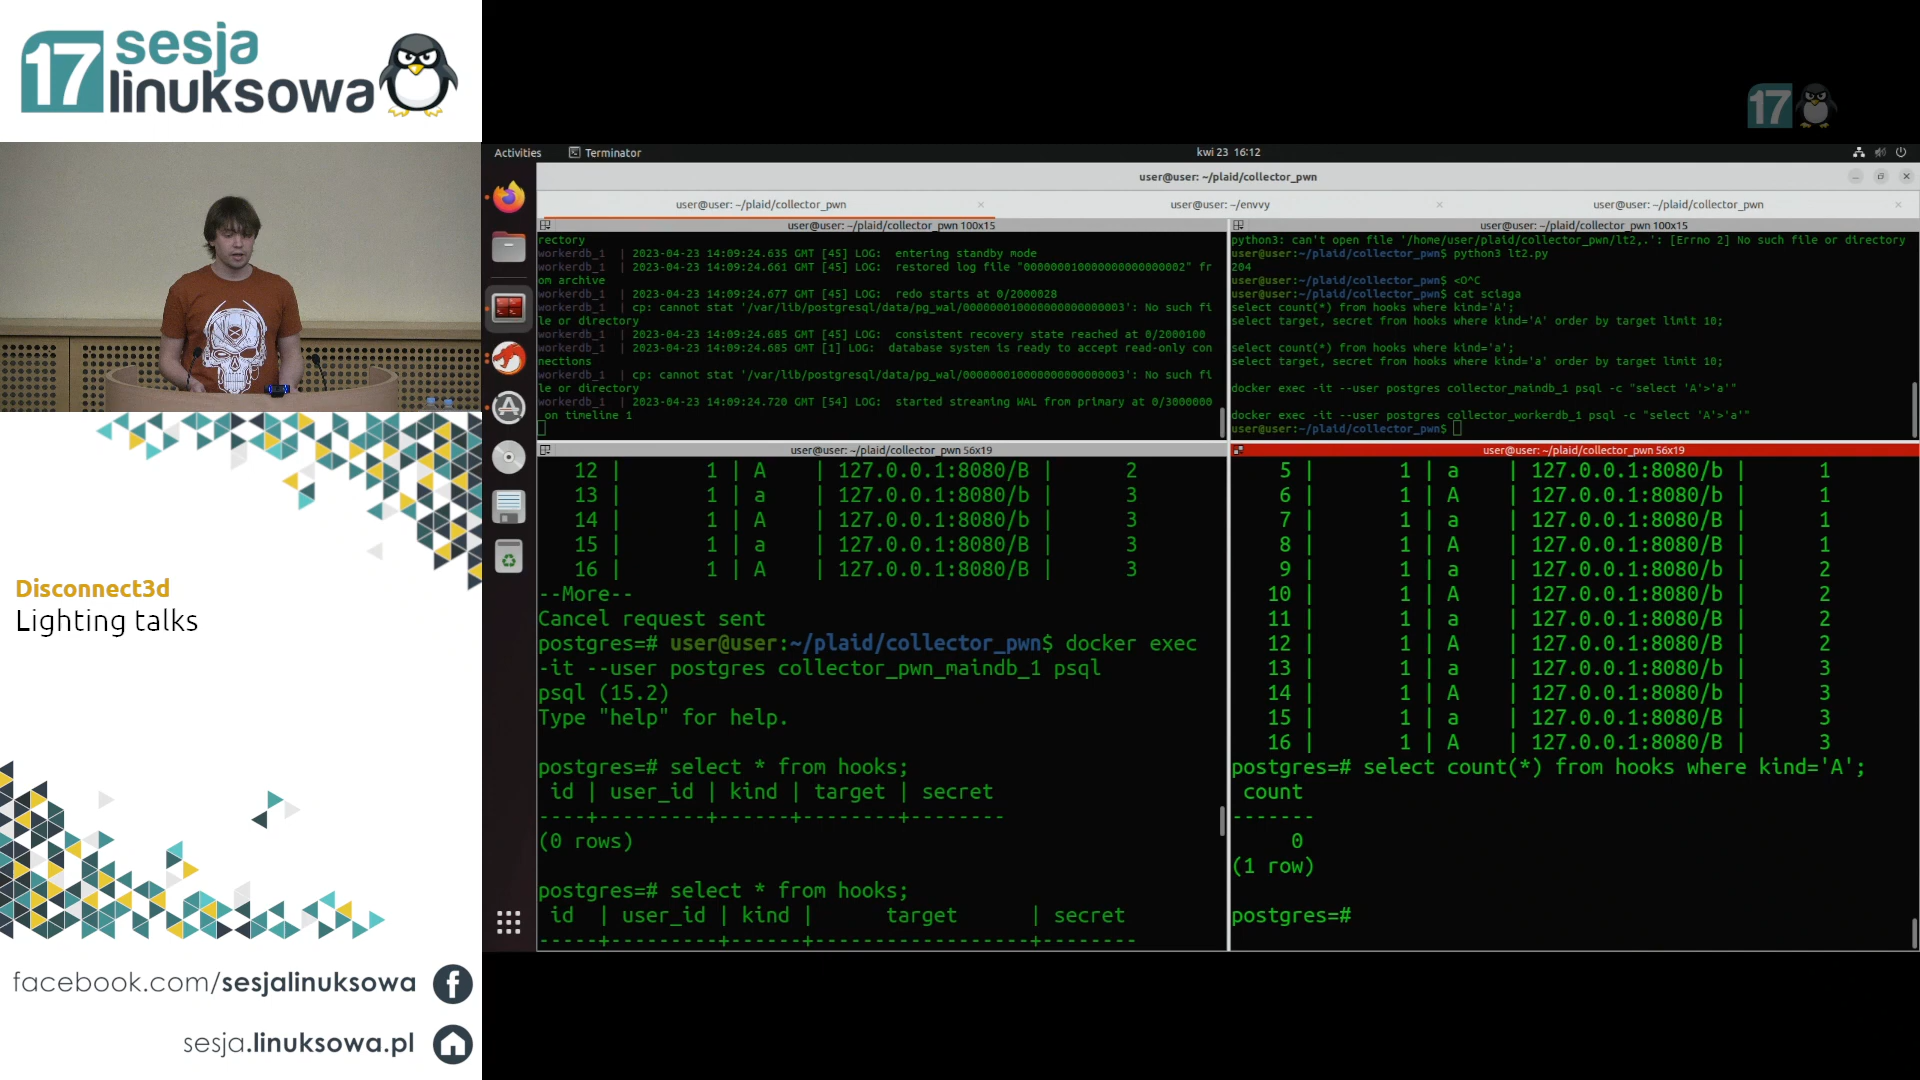 17 sesja
linuksowa
Disconnect3d
Lighting talks
facebook.com/sesjalinuksowa
sesja.linuksowa.pl
17
Activities
Terminator
kwi 23 16:12
user@user: ~/plaid/collector_pwn
user@user: ~/plaid/collector_pwn
user@user: ~/envvy
user@user: ~/plaid/collector_pwn
user@user: ~/plaid/collector_pwn 100x15
rectory
workerdb_1 | 2023-04-23 14:09:24.635 GMT [45] LOG: entering standby mode
workerdb_1 | 2023-04-23 14:09:24.661 GMT [45] LOG: restored log file "000000010000000000000002" fr
om archive
workerdb_1 | 2023-04-23 14:09:24.677 GMT [45] LOG: redo starts at 0/2000028
workerdb_1 | cp: cannot stat '/var/lib/postgresql/data/pg_wal/000000010000000000000003': No such fi
le or directory
workerdb_1 | 2023-04-23 14:09:24.685 GMT [45] LOG: consistent recovery state reached at 0/2000100
workerdb_1 | 2023-04-23 14:09:24.685 GMT [1] LOG: database system is ready to accept read-only con
nections
workerdb_1 | cp: cannot stat '/var/lib/postgresql/data/pg_wal/000000010000000000000003': No such fi
le or directory
workerdb_1 | 2023-04-23 14:09:24.720 GMT [54] LOG: started streaming WAL from primary at 0/3000000
 on timeline 1
user@user: ~/plaid/collector_pwn 100x15
python3: can't open file '/home/user/plaid/collector_pwn/lt2,.': [Errno 2] No such file or directory
user@user:~/plaid/collector_pwn$ python3 lt2.py
204
user@user:~/plaid/collector_pwn$ <O^C
user@user:~/plaid/collector_pwn$ cat sciaga
select count(*) from hooks where kind='A';
select target, secret from hooks where kind='A' order by target limit 10;
select count(*) from hooks where kind='a';
select target, secret from hooks where kind='a' order by target limit 10;
docker exec -it --user postgres collector_maindb_1 psql -c "select 'A'>'a'"
docker exec -it --user postgres collector_workerdb_1 psql -c "select 'A'>'a'"
user@user:~/plaid/collector_pwn$
user@user: ~/plaid/collector_pwn 56x19
12 | 1 | A | 127.0.0.1:8080/B | 2
13 | 1 | a | 127.0.0.1:8080/b | 3
14 | 1 | A | 127.0.0.1:8080/b | 3
15 | 1 | a | 127.0.0.1:8080/B | 3
16 | 1 | A | 127.0.0.1:8080/B | 3
--More--
Cancel request sent
postgres=# user@user:~/plaid/collector_pwn$ docker exec
-it --user postgres collector_pwn_maindb_1 psql
psql (15.2)
Type "help" for help.
postgres=# select * from hooks;
id | user_id | kind | target | secret
----+---------+------+--------+--------
(0 rows)
postgres=# select * from hooks;
id | user_id | kind | target | secret
-----+---------+------+------------------+--------
user@user: ~/plaid/collector_pwn 56x19
5 | 1 | a | 127.0.0.1:8080/b | 1
6 | 1 | A | 127.0.0.1:8080/b | 1
7 | 1 | a | 127.0.0.1:8080/B | 1
8 | 1 | A | 127.0.0.1:8080/B | 1
9 | 1 | a | 127.0.0.1:8080/b | 2
10 | 1 | A | 127.0.0.1:8080/b | 2
11 | 1 | a | 127.0.0.1:8080/B | 2
12 | 1 | A | 127.0.0.1:8080/B | 2
13 | 1 | a | 127.0.0.1:8080/b | 3
14 | 1 | A | 127.0.0.1:8080/b | 3
15 | 1 | a | 127.0.0.1:8080/B | 3
16 | 1 | A | 127.0.0.1:8080/B | 3
postgres=# select count(*) from hooks where kind='A';
count
-------
0
(1 row)
postgres=#